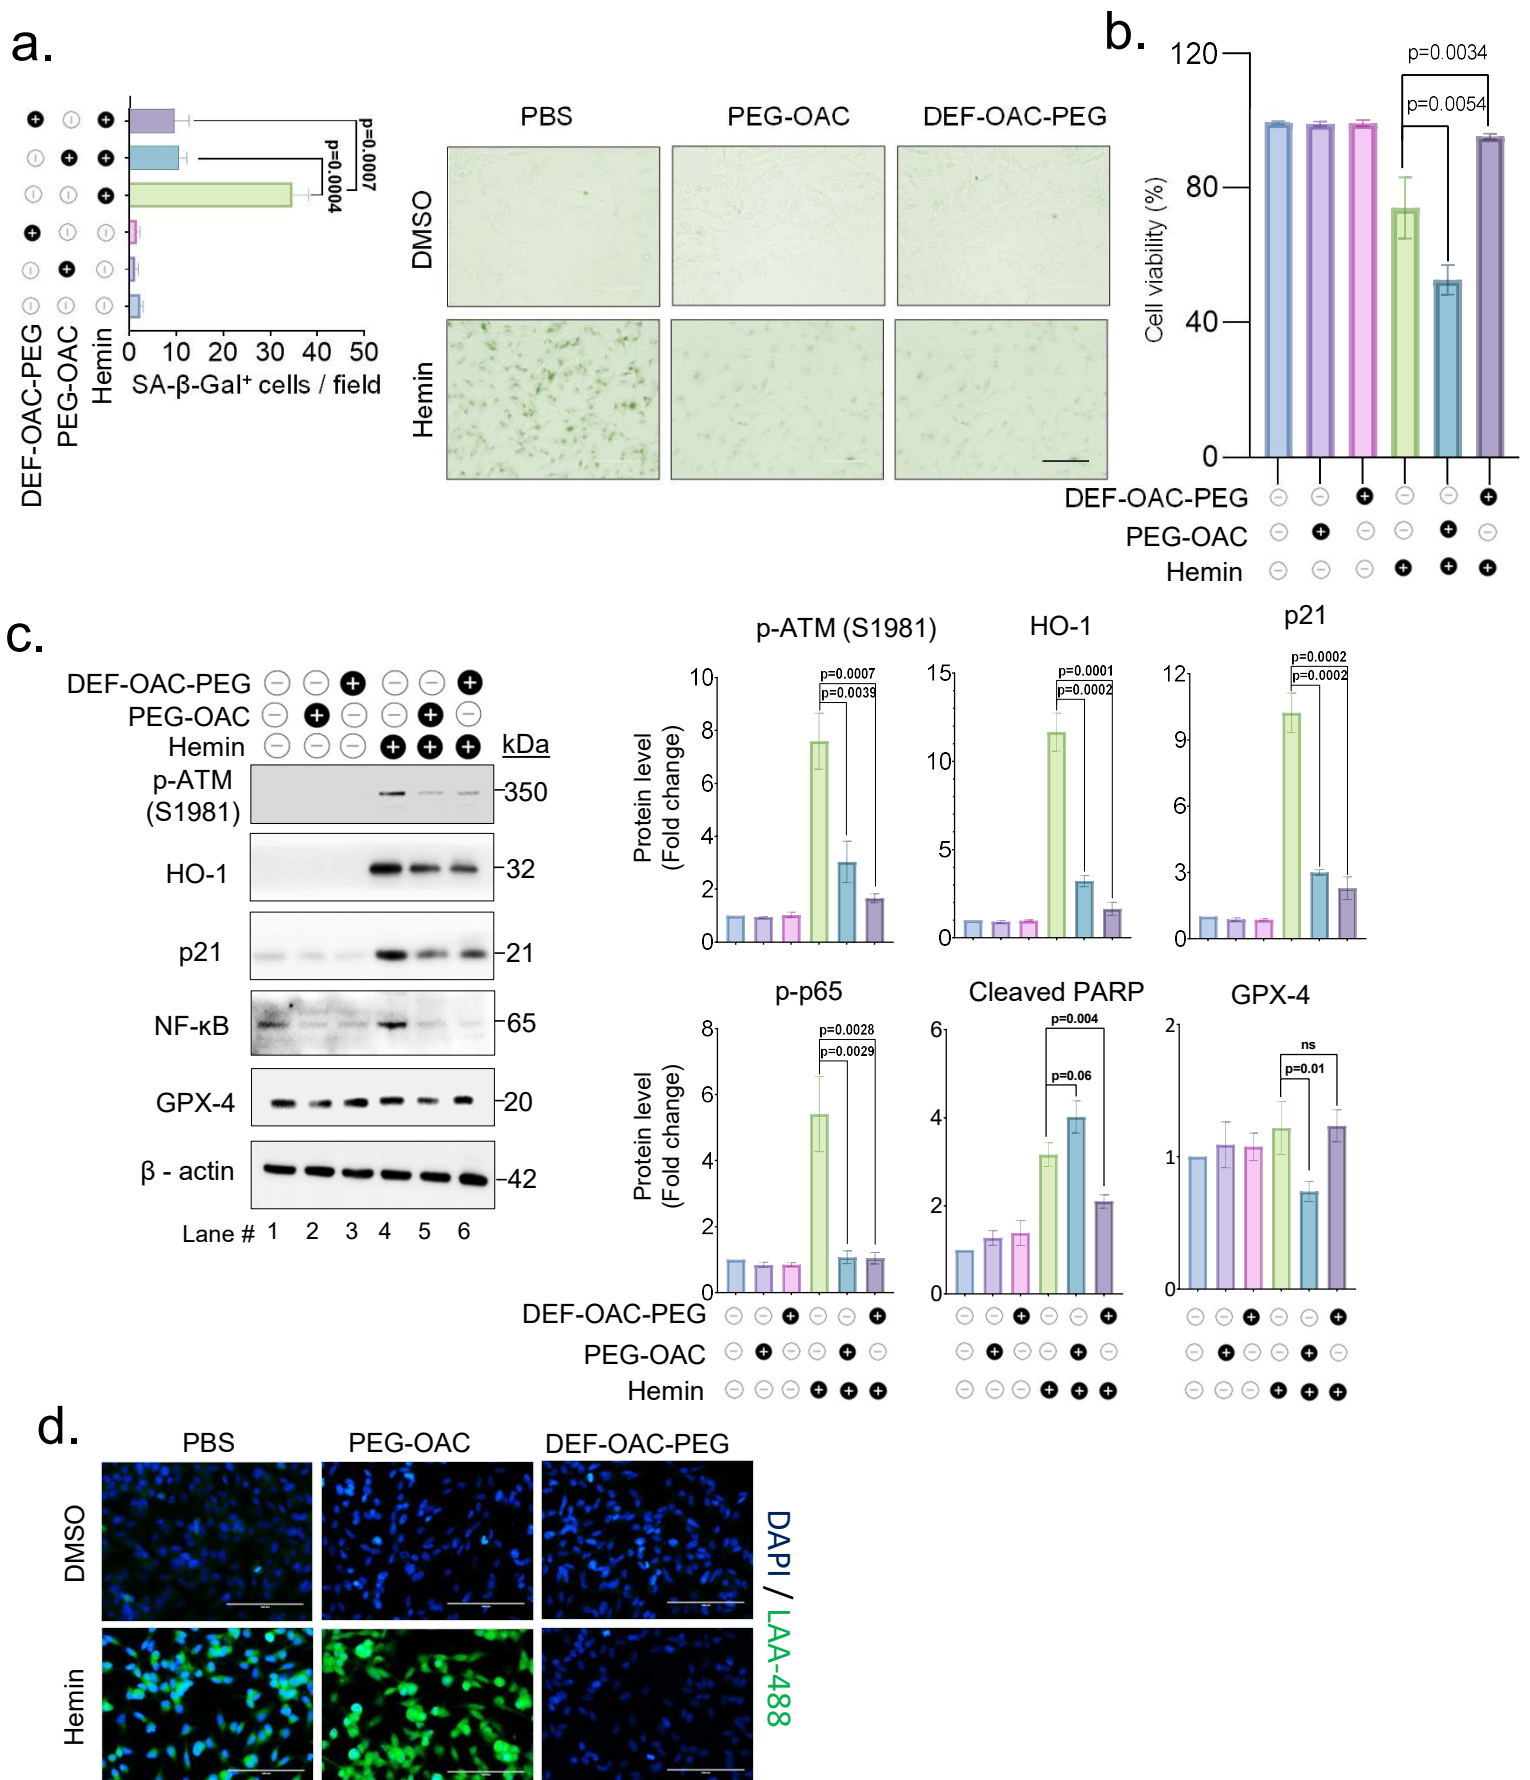 a.
DEF-OAC-PEG
PEG-OAC
Hemin
0 10 20 30 40 50
SA-β-Gal⁺ cells / field
p=0.0007
p=0.0004
PBS PEG-OAC DEF-OAC-PEG
DMSO
Hemin
b.
120
80
40
0
Cell viability (%)
p=0.0034
p=0.0054
DEF-OAC-PEG
PEG-OAC
Hemin
c.
DEF-OAC-PEG
PEG-OAC
Hemin kDa
p-ATM
(S1981) 350
HO-1 32
p21 21
NF-κB 65
GPX-4 20
β - actin 42
Lane # 1 2 3 4 5 6
p-ATM (S1981)
Protein level
(Fold change)
10
8
6
4
2
0
p=0.0007
p=0.0039
HO-1
15
10
5
0
p=0.0001
p=0.0002
p21
12
9
6
3
0
p=0.0002
p=0.0002
p-p65
Protein level
(Fold change)
8
6
4
2
0
p=0.0028
p=0.0029
Cleaved PARP
6
4
2
0
p=0.004
p=0.06
GPX-4
2
1
0
ns
p=0.01
DEF-OAC-PEG
PEG-OAC
Hemin
d.
PBS PEG-OAC DEF-OAC-PEG
DMSO
Hemin
DAPI / LAA-488